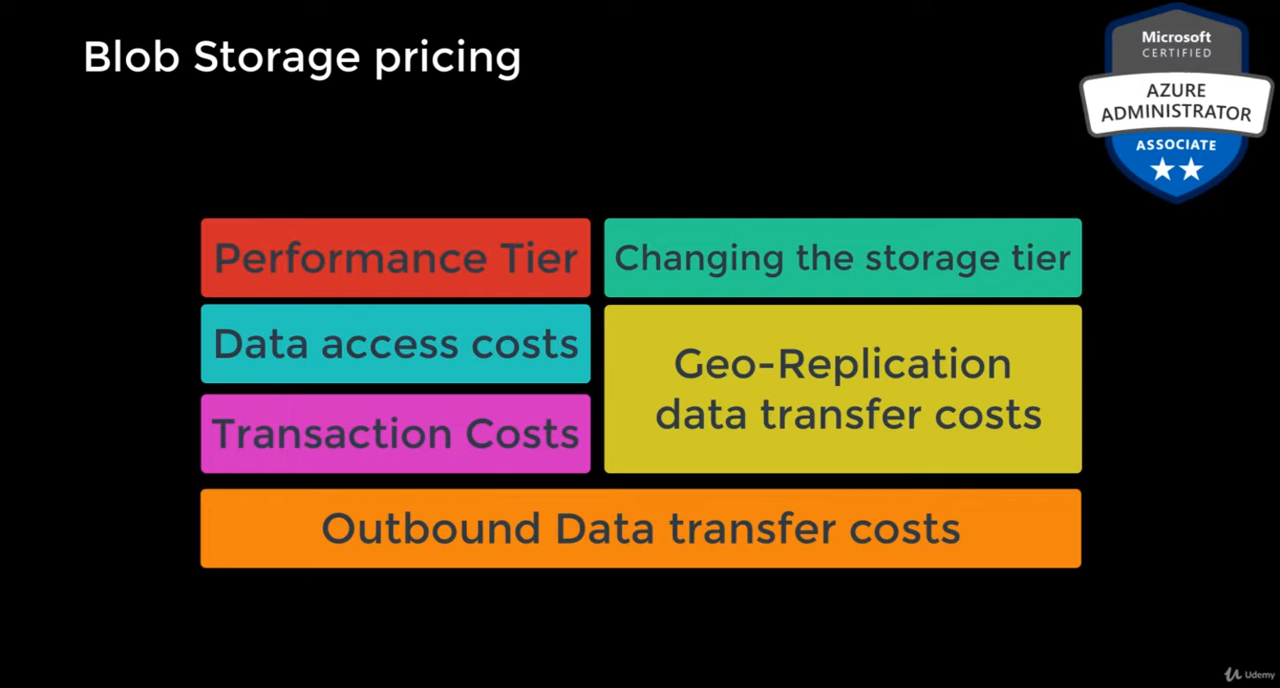 Blob Storage pricing
Microsoft
CERTIFIED
AZURE
ADMINISTRATOR
ASSOCIATE
Performance Tier
Changing the storage tier
Data access costs
Geo-Replication
data transfer costs
Transaction Costs
Outbound Data transfer costs
Udemy